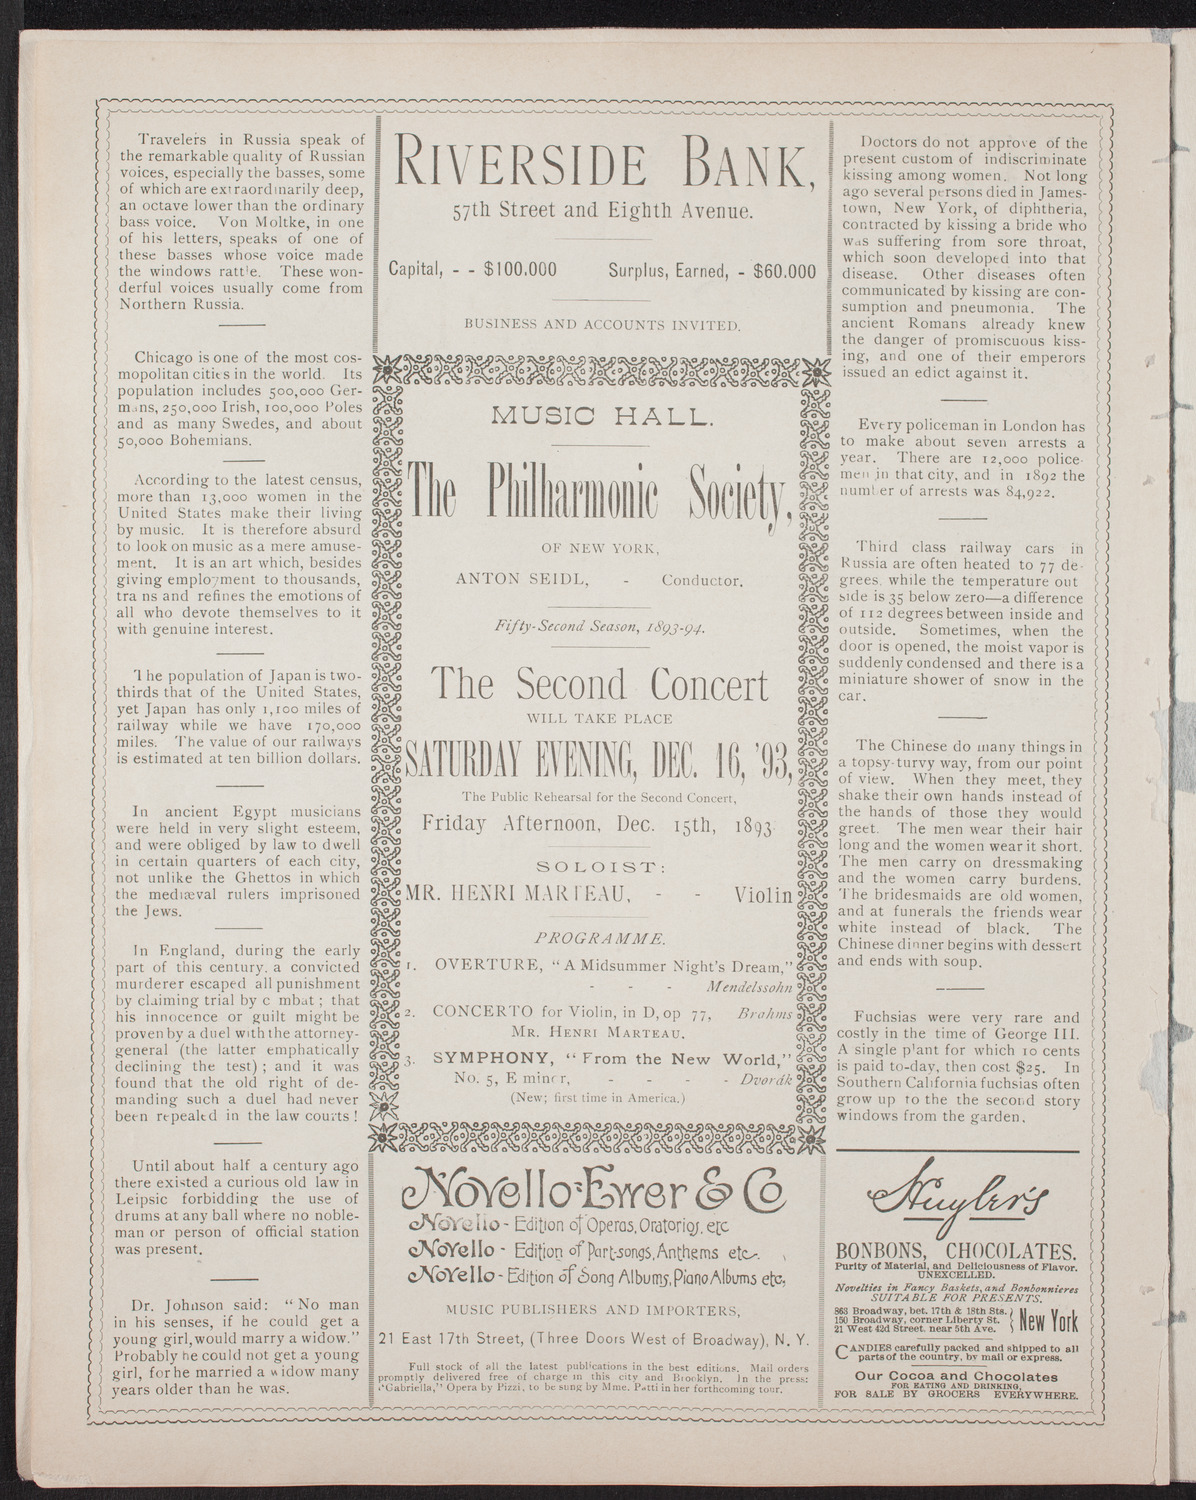 Travelers in Russia speak of
the remarkable quality of Russian
voices, especially the basses, some
of which are extraordinarily deep,
an octave lower than the ordinary
bass voice. Von Moltke, in one
of his letters, speaks of one of
these basses whose voice made
the windows rattle. These won-
derful voices usually come from
Northern Russia.
Chicago is one of the most cos-
mopolitan cities in the world. Its
population includes 500,000 Ger-
mans, 250,000 Irish, 100,000 Poles
and as many Swedes, and about
50,000 Bohemians.
According to the latest census,
more than 13,000 women in the
United States make their living
by music. It is therefore absurd
to look on music as a mere amuse-
ment. It is an art which, besides
giving employment to thousands,
tra ns and refines the emotions of
all who devote themselves to it
with genuine interest.
The population of Japan is two-
thirds that of the United States,
yet Japan has only 1,100 miles of
railway while we have 170,000
miles. The value of our railways
is estimated at ten billion dollars.
In ancient Egypt musicians
were held in very slight esteem,
and were obliged by law to dwell
in certain quarters of each city,
not unlike the Ghettos in which
the mediæval rulers imprisoned
the Jews.
In England, during the early
part of this century, a convicted
murderer escaped all punishment
by claiming trial by c mbat; that
his innocence or guilt might be
proven by a duel with the attorney-
general (the latter emphatically
declining the test); and it was
found that the old right of de-
manding such a duel had never
been repealed in the law courts!
Until about half a century ago
there existed a curious old law in
Leipsic forbidding the use of
drums at any ball where no noble-
man or person of official station
was present.
Dr. Johnson said: "No man
in his senses, if he could get a
young girl, would marry a widow."
Probably he could not get a young
girl, for he married a widow many
years older than he was.
RIVERSIDE BANK,
57th Street and Eighth Avenue.
Capital, - - $100.000 Surplus, Earned, - $60.000
BUSINESS AND ACCOUNTS INVITED.
MUSIC HALL.
The Philharmonic Society,
OF NEW YORK,
ANTON SEIDL, - Conductor.
Fifty-Second Season, 1893-94.
The Second Concert
WILL TAKE PLACE
SATURDAY EVENING, DEC. 16, '93,
The Public Rehearsal for the Second Concert,
Friday Afternoon, Dec. 15th, 1893
SOLOIST:
MR. HENRI MARTEAU, - - Violin
PROGRAMME.
1. OVERTURE, "A Midsummer Night's Dream,"
- - - Mendelssohn
2. CONCERTO for Violin, in D, op 77, Brahms
MR. HENRI MARTEAU.
3. SYMPHONY, "From the New World,"
No. 5, E minor, - - - - Dvorák
(New; first time in America.)
Novello-Ewer & Co
Novello - Edition of Operas, Oratorios, etc
Novello - Edition of Part-songs, Anthems etc.
Novello - Edition of Song Albums, Piano Albums etc,
MUSIC PUBLISHERS AND IMPORTERS,
21 East 17th Street, (Three Doors West of Broadway), N. Y.
Full stock of all the latest publications in the best editions. Mail orders
promptly delivered free of charge in this city and Brooklyn. In the press:
"Gabriella," Opera by Pizzi, to be sung by Mme. Patti in her forthcoming tour.
Doctors do not approve of the
present custom of indiscriminate
kissing among women. Not long
ago several persons died in James-
town, New York, of diphtheria,
contracted by kissing a bride who
was suffering from sore throat,
which soon developed into that
disease. Other diseases often
communicated by kissing are con-
sumption and pneumonia. The
ancient Romans already knew
the danger of promiscuous kiss-
ing, and one of their emperors
issued an edict against it.
Every policeman in London has
to make about seven arrests a
year. There are 12,000 police-
men in that city, and in 1892 the
number of arrests was 84,922.
Third class railway cars in
Russia are often heated to 77 de-
grees, while the temperature out
side is 35 below zero—a difference
of 112 degrees between inside and
outside. Sometimes, when the
door is opened, the moist vapor is
suddenly condensed and there is a
miniature shower of snow in the
car.
The Chinese do many things in
a topsy-turvy way, from our point
of view. When they meet, they
shake their own hands instead of
the hands of those they would
greet. The men wear their hair
long and the women wear it short.
The men carry on dressmaking
and the women carry burdens.
The bridesmaids are old women,
and at funerals the friends wear
white instead of black. The
Chinese dinner begins with dessert
and ends with soup.
Fuchsias were very rare and
costly in the time of George III.
A single plant for which 10 cents
is paid to-day, then cost $25. In
Southern California fuchsias often
grow up to the the second story
windows from the garden.
Huyler's
BONBONS, CHOCOLATES.
Purity of Material, and Deliciousness of Flavor.
UNEXCELLED.
Novelties in Fancy Baskets, and Bonbonnieres
SUITABLE FOR PRESENTS.
863 Broadway, bet. 17th & 18th Sts.
150 Broadway, corner Liberty St.
21 West 42d Street, near 5th Ave.
New York
CANDIES carefully packed and shipped to all
parts of the country, by mail or express.
Our Cocoa and Chocolates
FOR EATING AND DRINKING,
FOR SALE BY GROCERS EVERYWHERE.